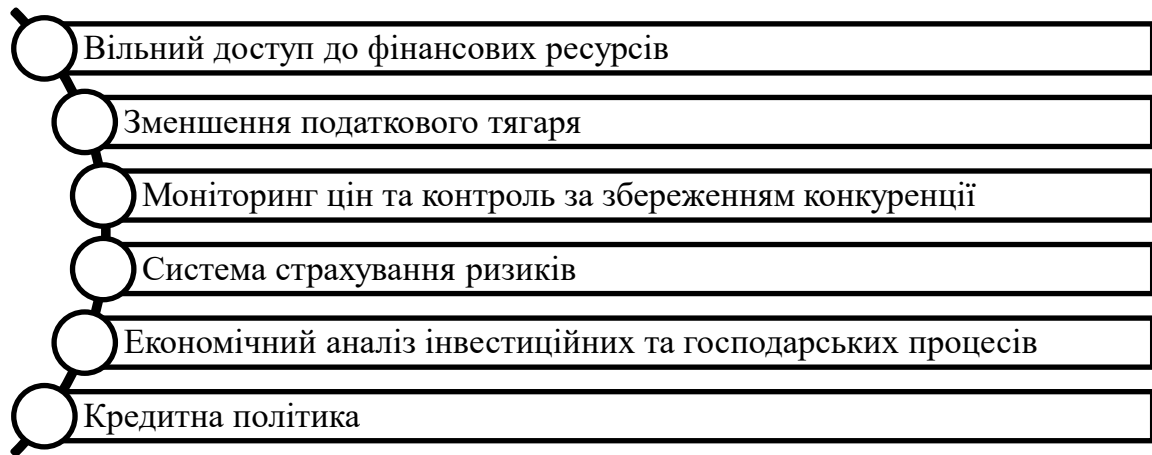 Вільний доступ до фінансових ресурсів
Зменшення податкового тягаря
Моніторинг цін та контроль за збереженням конкуренції
Система страхування ризиків
Економічний аналіз інвестиційних та господарських процесів
Кредитна політика